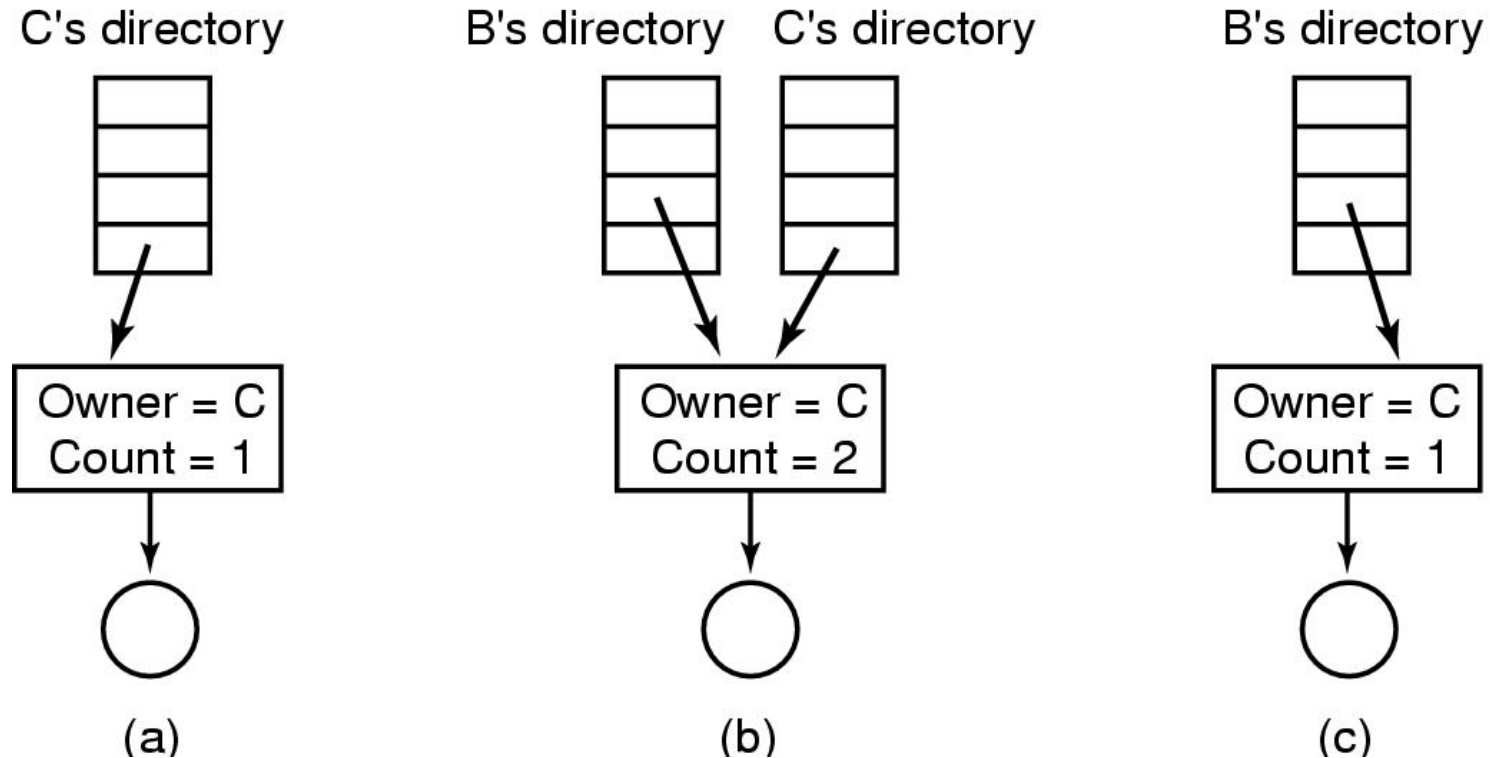 C's directory
B's directory
C's directory
B's directory
Owner = C
Count = 1
Owner = C
Count = 2
Owner = C
Count = 1
(a)
(b)
(c)